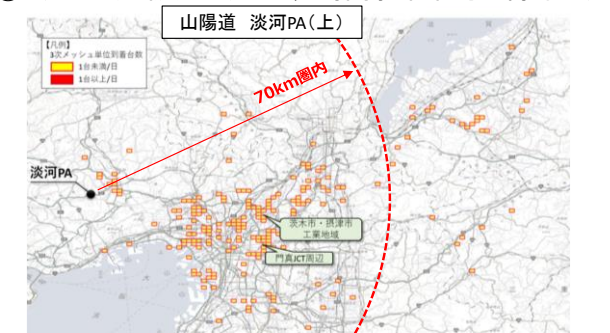 山陽道　淡河PA（上）
【凡例】
3次メッシュ単位到着台数
1台未満/日
1台以上/日
70km圏内
淡河PA
茨木市・摂津市
工業地域
門真JCT周辺